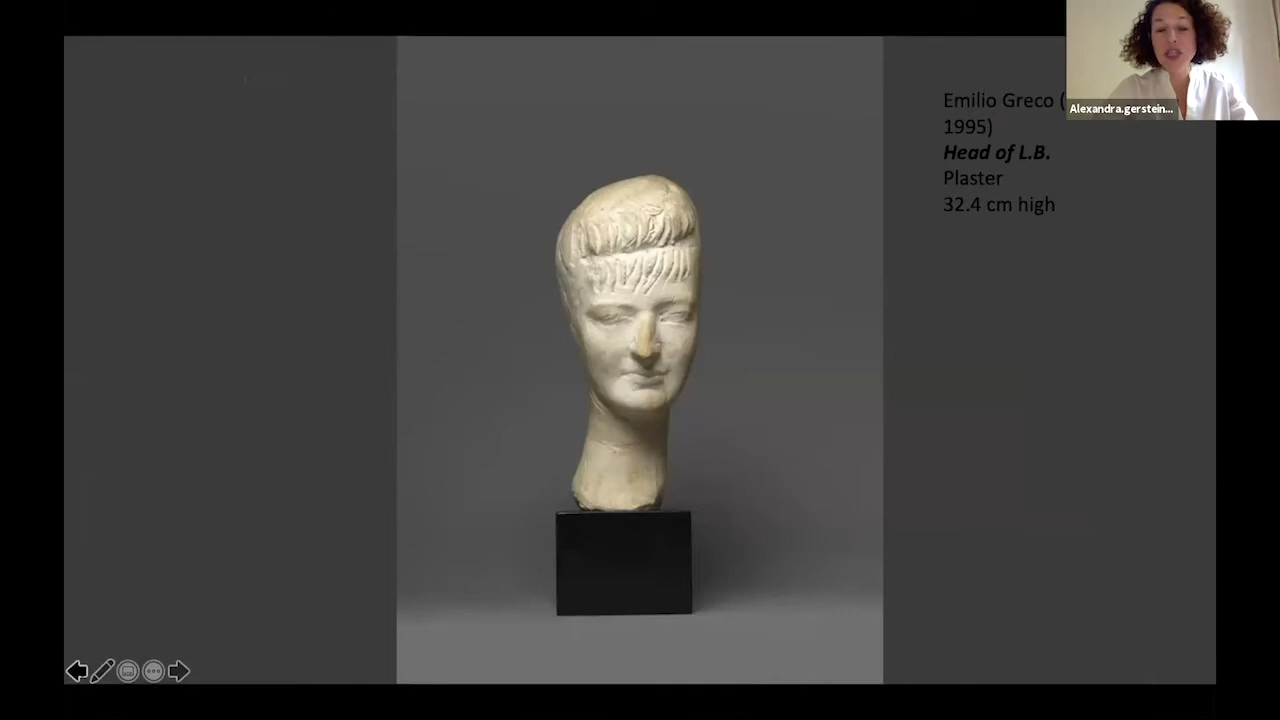 Emilio Greco (
1995)
Head of L.B.
Plaster
32.4 cm high
Alexandra.gerstein...